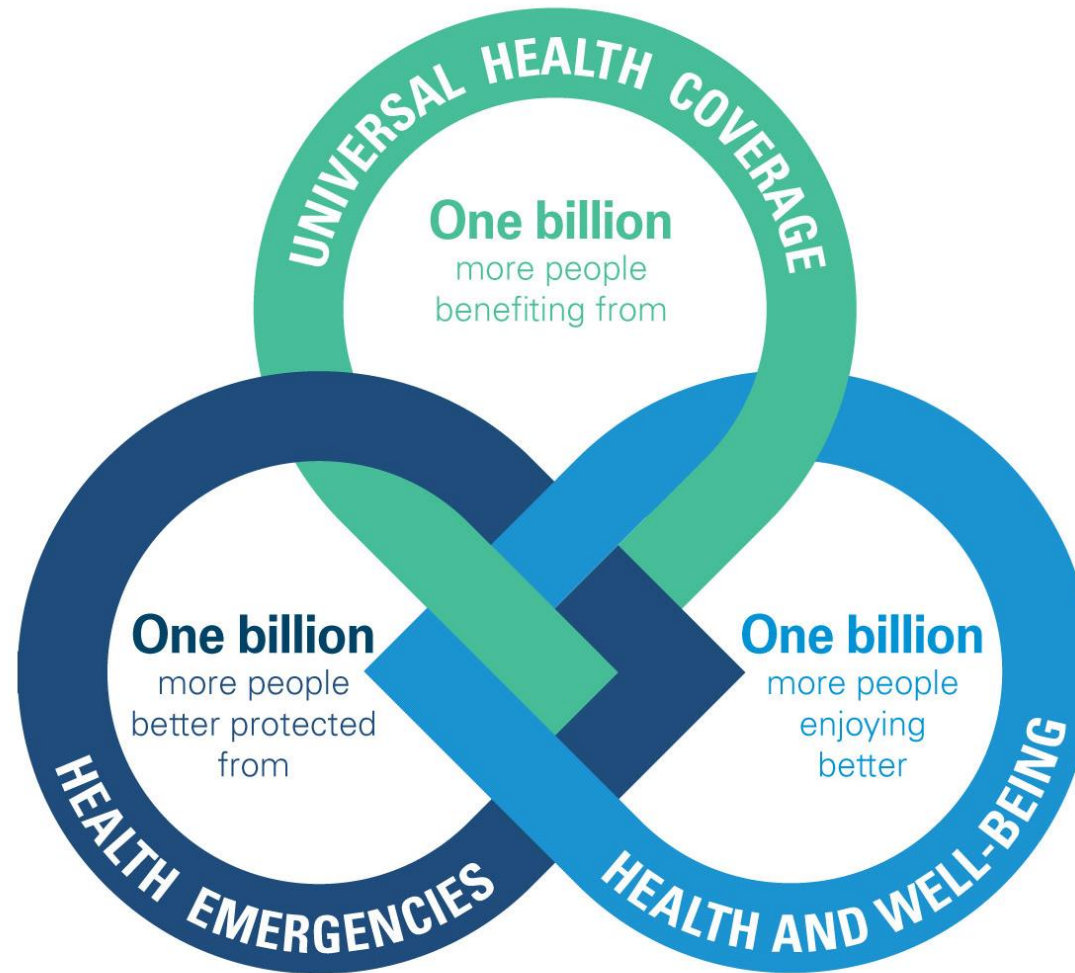 UNIVERSAL HEALTH COVERAGE
One billion
more people
benefiting from
One billion
more people
better protected
from
HEALTH EMERGENCIES
One billion
more people
enjoying
better
HEALTH AND WELL-BEING